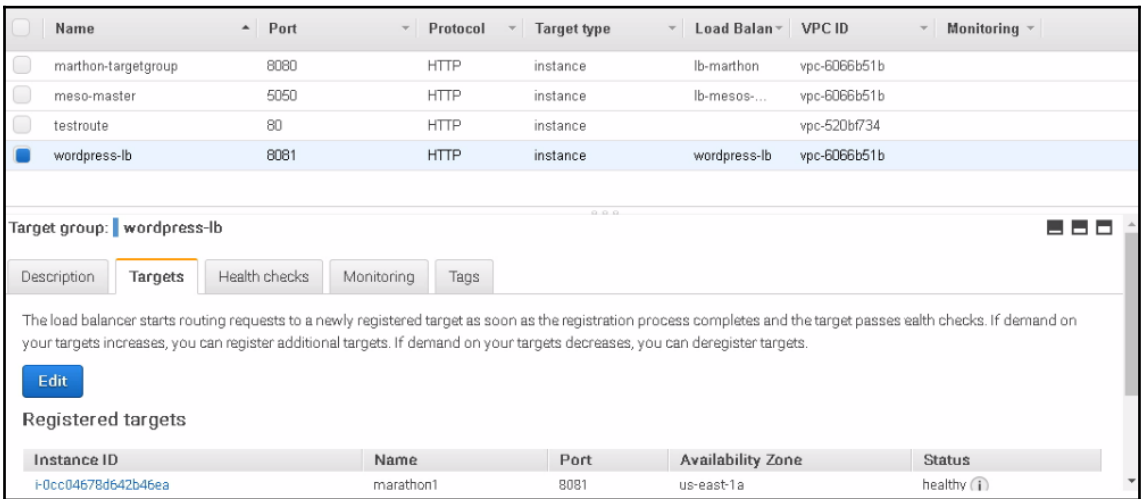 Name Port Protocol Target type Load Balan VPC ID Monitoring
marthon-targetgroup 8080 HTTP instance lb-marthon vpc-6066b51b
meso-master 5050 HTTP instance lb-mesos-... vpc-6066b51b
testroute 80 HTTP instance vpc-520bf734
wordpress-lb 8081 HTTP instance wordpress-lb vpc-6066b51b
Target group: wordpress-lb
Description Targets Health checks Monitoring Tags
The load balancer starts routing requests to a newly registered target as soon as the registration process completes and the target passes ealth checks. If demand on
your targets increases, you can register additional targets. If demand on your targets decreases, you can deregister targets.
Edit
Registered targets
Instance ID Name Port Availability Zone Status
i-0cc04678d642b46ea marathon1 8081 us-east-1a healthy i